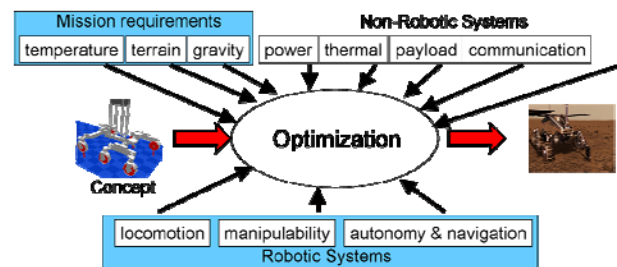 Mission requirements
Non-Robotic Systems
temperature terrain gravity
power thermal payload communication
Optimization
Concept
locomotion manipulability autonomy & navigation
Robotic Systems